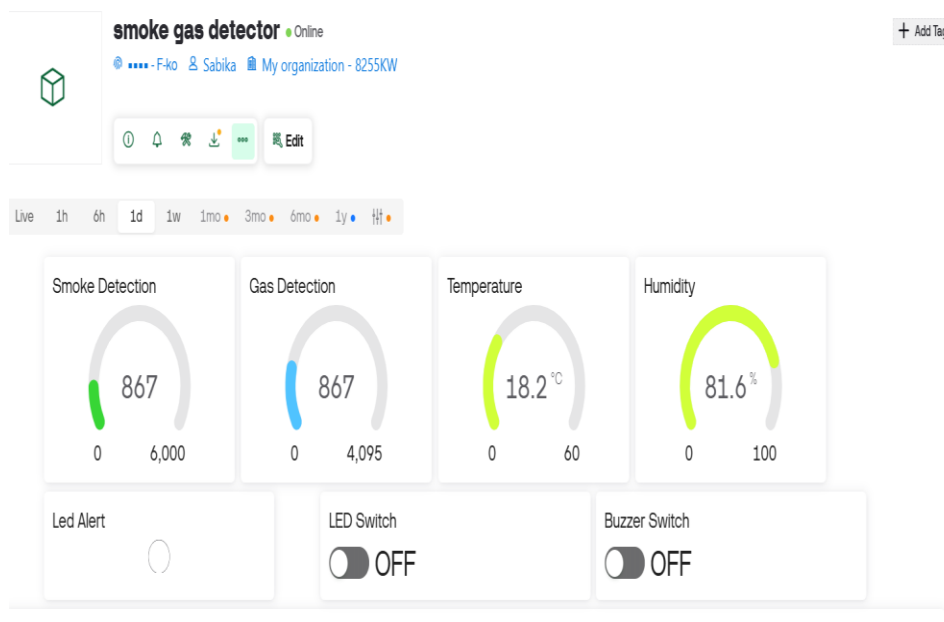 smoke gas detector Online
- F-ko Sabika My organization - 8255KW
+ Add Tag
Edit
Live 1h 6h 1d 1w 1mo 3mo 6mo 1y
Smoke Detection
867
0 6,000
Gas Detection
867
0 4,095
Temperature
18.2 °C
0 60
Humidity
81.6 %
0 100
Led Alert
LED Switch
OFF
Buzzer Switch
OFF